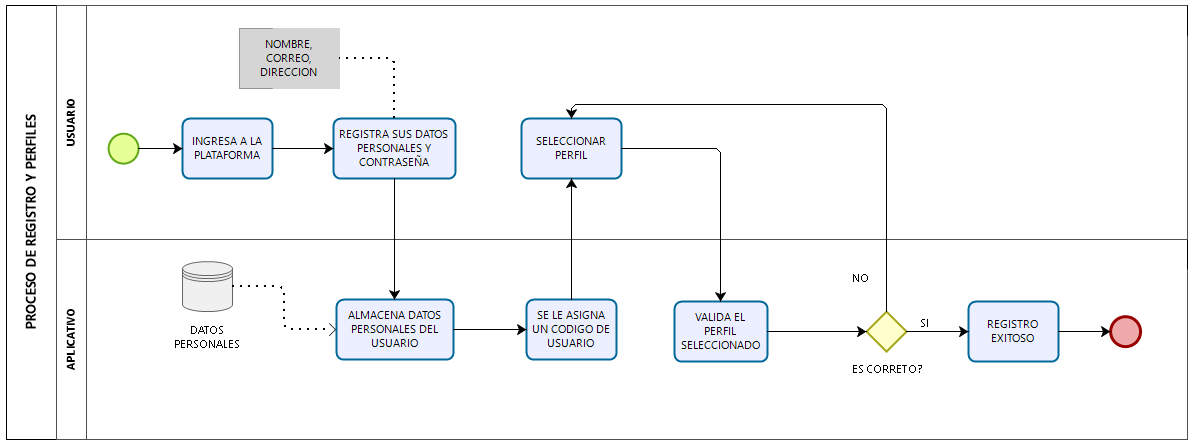 PROCESO DE REGISTRO Y PERFILES
USUARIO
NOMBRE,
CORREO,
DIRECCION
INGRESA A LA
PLATAFORMA
REGISTRA SUS DATOS
PERSONALES Y
CONTRASEÑA
SELECCIONAR
PERFIL
APLICATIVO
DATOS
PERSONALES
ALMACENA DATOS
PERSONALES DEL
USUARIO
SE LE ASIGNA
UN CODIGO DE
USUARIO
VALIDA EL
PERFIL
SELECCIONADO
NO
SI
ES CORRETO?
REGISTRO
EXITOSO